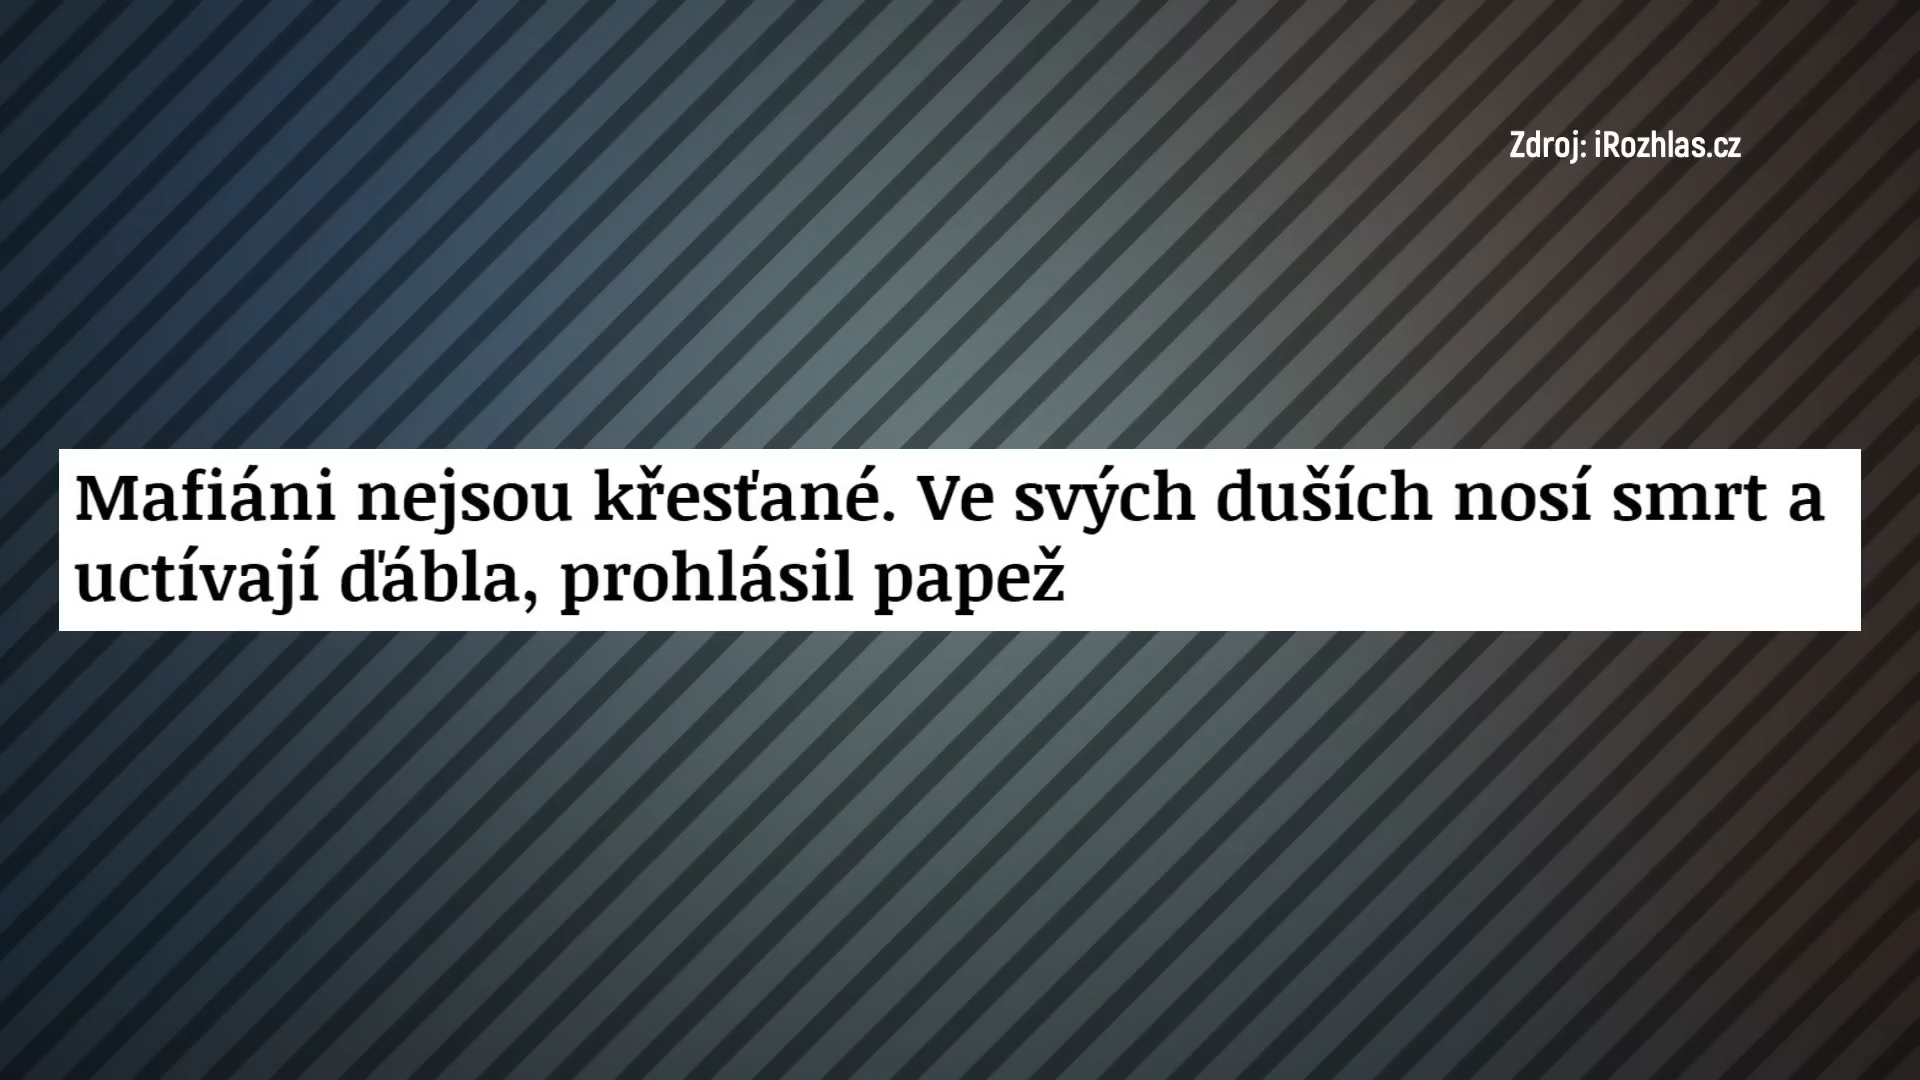 Zdroj: iRozhlas.cz
Mafiáni nejsou křesťané. Ve svých duších nosí smrt a
uctívají ďábla, prohlásil papež